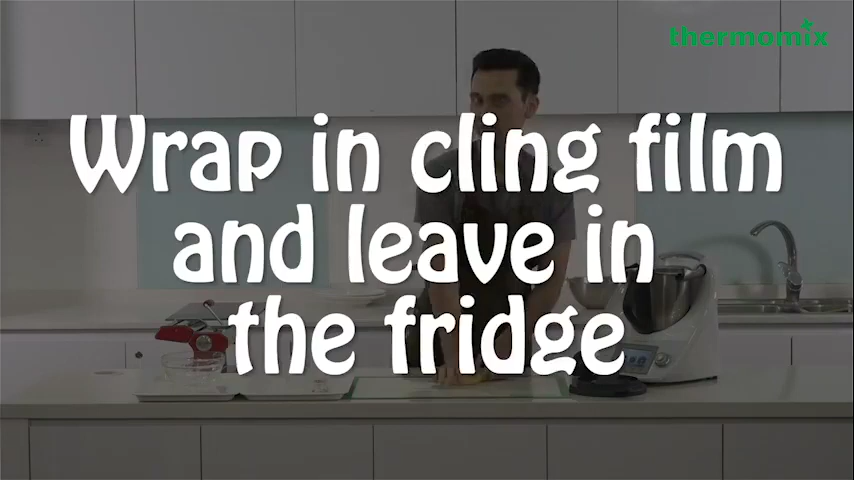 thermomix
Wrap in cling film
and leave in
the fridge